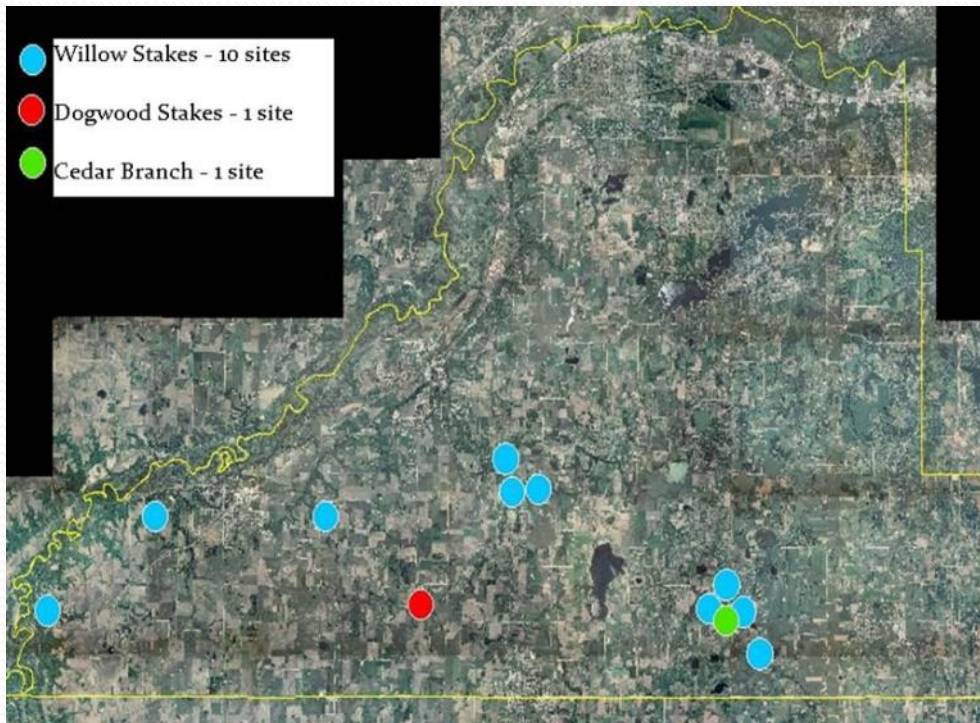 Willow Stakes - 10 sites
Dogwood Stakes - 1 site
Cedar Branch - 1 site